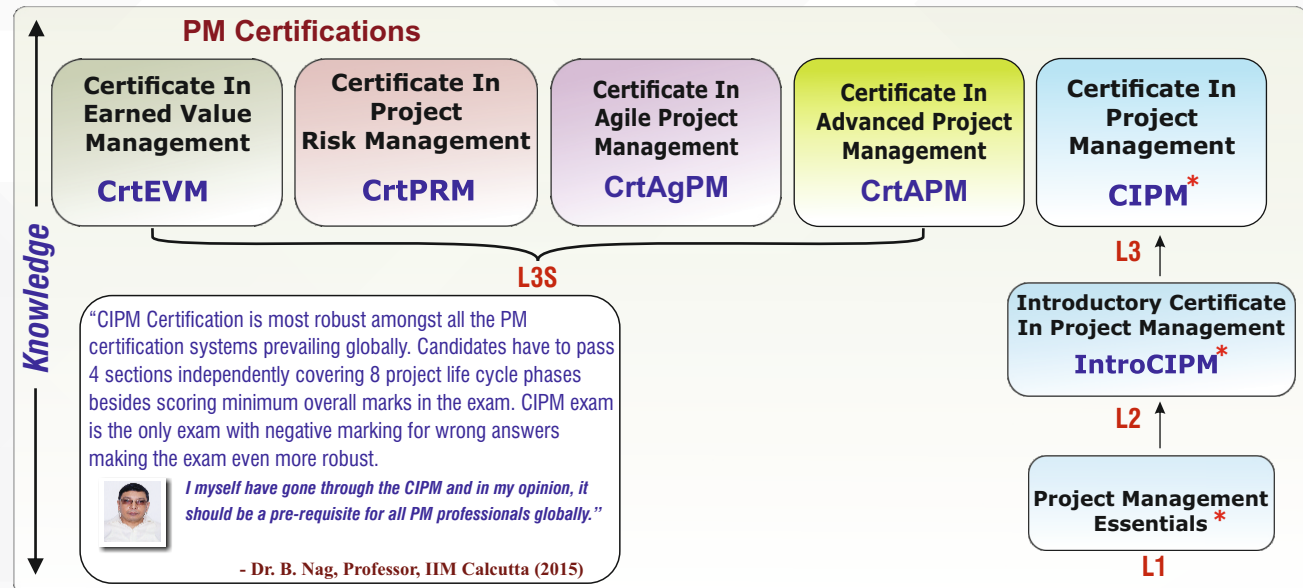 PM Certifications
Knowledge
Certificate In
Earned Value
Management
CrtEVM
Certificate In
Project
Risk Management
CrtPRM
Certificate In
Agile Project
Management
CrtAgPM
Certificate In
Advanced Project
Management
CrtAPM
Certificate In
Project
Management
CIPM*
L3S
L3
Introductory Certificate
In Project Management
IntroCIPM*
L2
Project Management
Essentials *
L1
“CIPM Certification is most robust amongst all the PM
certification systems prevailing globally. Candidates have to pass
4 sections independently covering 8 project life cycle phases
besides scoring minimum overall marks in the exam. CIPM exam
is the only exam with negative marking for wrong answers
making the exam even more robust.
I myself have gone through the CIPM and in my opinion, it
should be a pre-requisite for all PM professionals globally.”
- Dr. B. Nag, Professor, IIM Calcutta (2015)